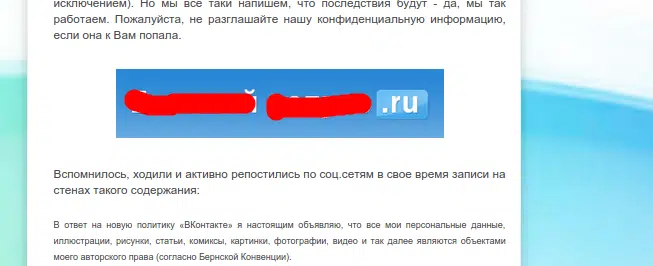 исключением). Но мы все таки напишем, что последствия будут - да, мы так
работаем. Пожалуйста, не разглашайте нашу конфиденциальную информацию,
если она к Вам попала.
.ru
Вспомнилось, ходили и активно репостились по соц.сетям в свое время записи на
стенах такого содержания:
В ответ на новую политику «ВКонтакте» я настоящим объявляю, что все мои персональные данные,
иллюстрации, рисунки, статьи, комиксы, картинки, фотографии, видео и так далее являются объектами
моего авторского права (согласно Бернской Конвенции).